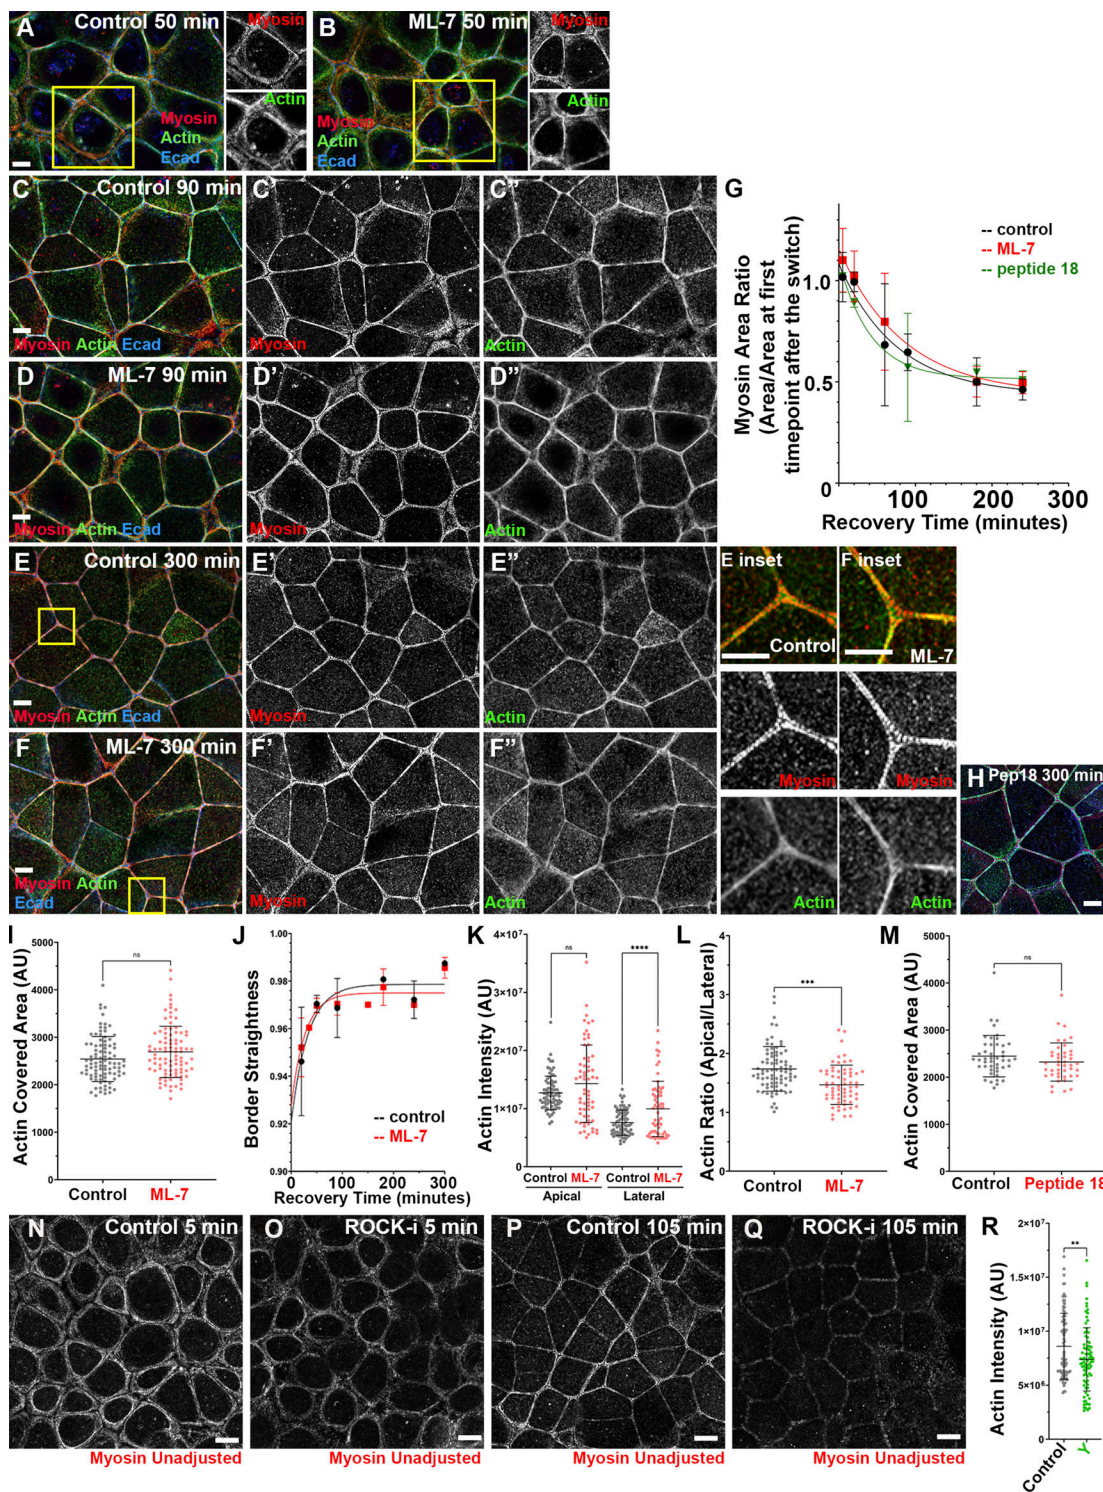 A Control 50 min
Myosin
Actin
Myosin
Actin
Ecad
B ML-7 50 min
Myosin
Actin
Myosin
Actin
Ecad
C Control 90 min
Myosin Actin Ecad
C'
Myosin
C"
Actin
D ML-7 90 min
Myosin Actin Ecad
D'
Myosin
D"
Actin
G
Myosin Area Ratio
(Area/Area at first
timepoint after the switch)
1.0
0.5
0
-- control
-- ML-7
-- peptide 18
100 200 300
Recovery Time (minutes)
E Control 300 min
Myosin Actin Ecad
E'
Myosin
E"
Actin
F ML-7 300 min
Myosin Actin
Ecad
F'
Myosin
F"
Actin
E inset
Control
Myosin
Actin
F inset
ML-7
Myosin
Actin
H Pep18 300 min
I
Actin Covered Area (AU)
5000
4000
3000
2000
1000
0
ns
Control ML-7
J
Border Straightness
1.00
0.98
0.96
0.94
0.92
0.90
-- control
-- ML-7
0 100 200 300
Recovery Time (minutes)
K
Actin Intensity (AU)
4×10⁷
3×10⁷
2×10⁷
1×10⁷
0
ns
****
Control ML-7 Control ML-7
Apical Lateral
L
Actin Ratio (Apical/Lateral)
4
3
2
1
0
***
Control ML-7
M
Actin Covered Area (AU)
5000
4000
3000
2000
1000
0
ns
Control Peptide 18
N Control 5 min
Myosin Unadjusted
O ROCK-i 5 min
Myosin Unadjusted
P Control 105 min
Myosin Unadjusted
Q ROCK-i 105 min
Myosin Unadjusted
R
Actin Intensity (AU)
2×10⁷
1.5×10⁷
1×10⁷
5×10⁶
0
**
Control Y